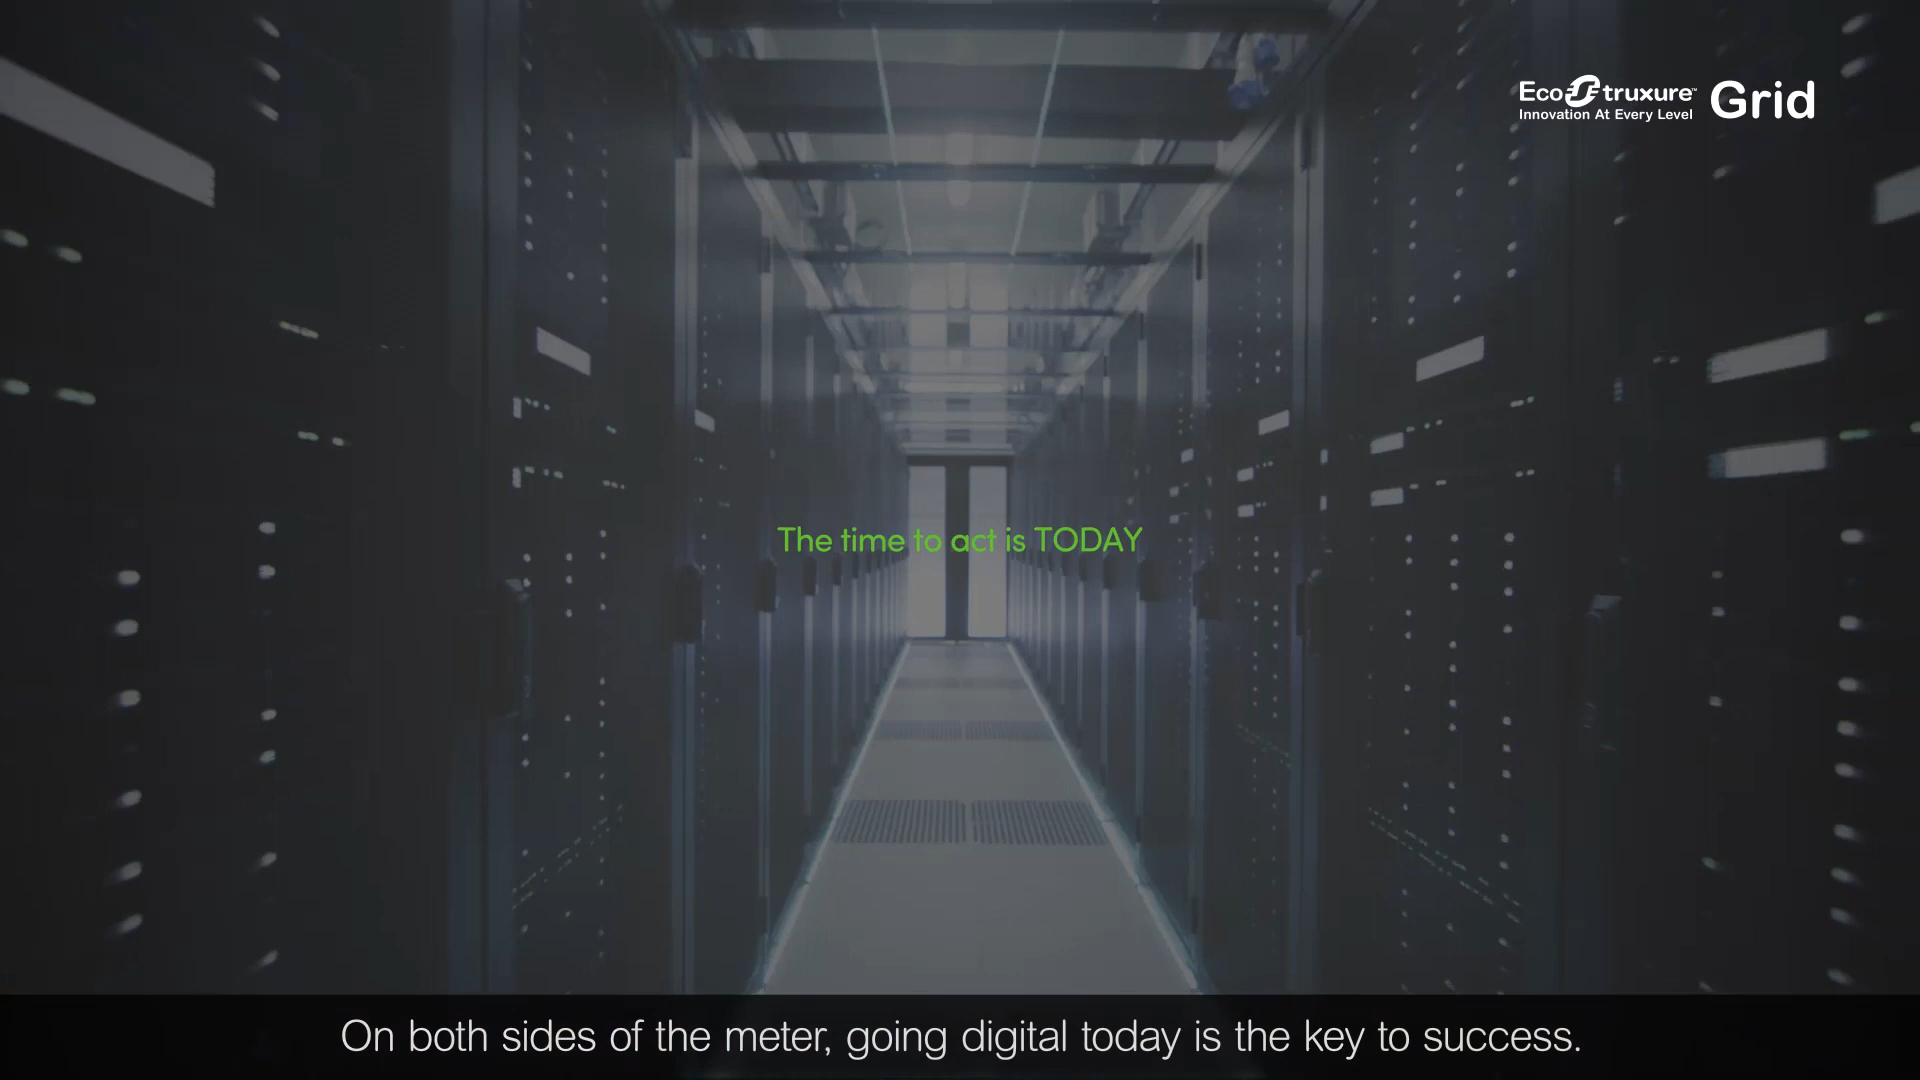 EcoStruxure™ Grid
Innovation At Every Level
The time to act is TODAY
On both sides of the meter, going digital today is the key to success.